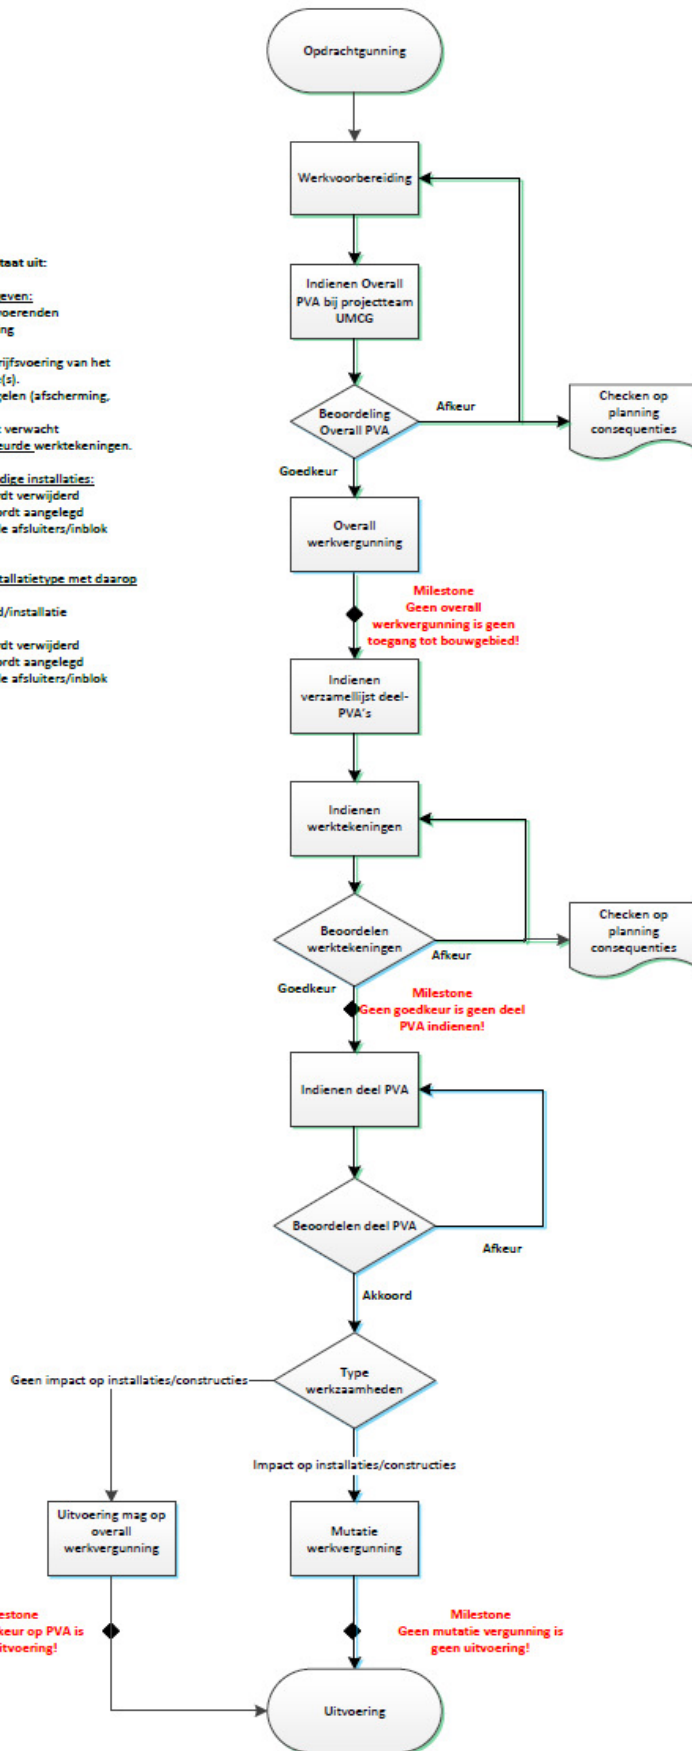 Opdrachtgunning
Werkvoorbereiding
taat uit:
even:
voerenden
ng
rijfsvoering van het
e(s).
elen (afscherming,
t verwacht
eurde werktekeningen.
dige installaties:
rdt verwijderd
ordt aangelegd
le afsluiters/inblok
tallatietype met daarop
d/installatie
rdt verwijderd
ordt aangelegd
le afsluiters/inblok
Indienen Overall
PVA bij projectteam
UMCG
Beoordeling
Overall PVA
Afkeur
Checken op
planning
consequenties
Goedkeur
Overall
werkvergunning
Milestone
Geen overall
werkvergunning is geen
toegang tot bouwgebied!
Indienen
verzamellijst deel-
PVA's
Indienen
werktekeningen
Beoordelen
werktekeningen
Afkeur
Checken op
planning
consequenties
Goedkeur
Milestone
Geen goedkeur is geen deel
PVA indienen!
Indienen deel PVA
Beoordelen deel PVA
Afkeur
Akkoord
Type
werkzaamheden
Geen impact op installaties/constructies
Impact op installaties/constructies
Uitvoering mag op
overall
werkvergunning
Mutatie
werkvergunning
estone
keur op PVA is
itvoering!
Milestone
Geen mutatie vergunning is
geen uitvoering!
Uitvoering